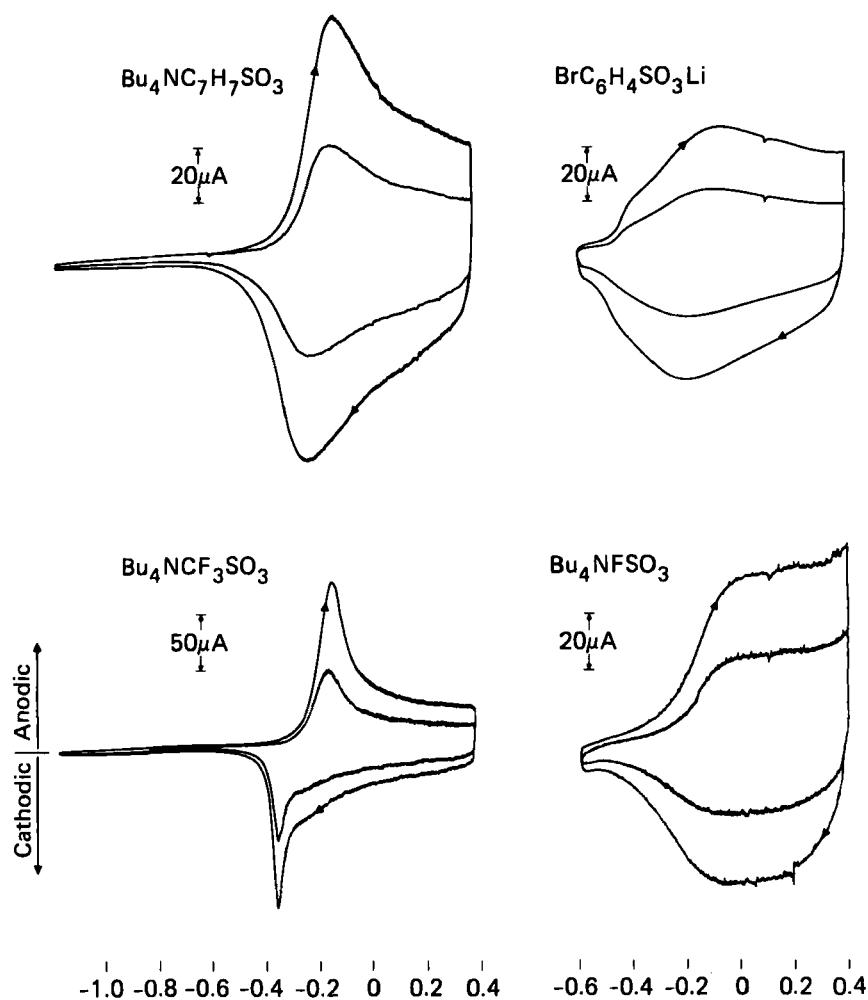 Bu₄NC₇H₇SO₃
20μA
BrC₆H₄SO₃Li
20μA
Bu₄NCF₃SO₃
50μA
Bu₄NFSO₃
20μA
Anodic
Cathodic
-1.0 -0.8 -0.6 -0.4 -0.2 0 0.2 0.4
-0.6 -0.4 -0.2 0 0.2 0.4